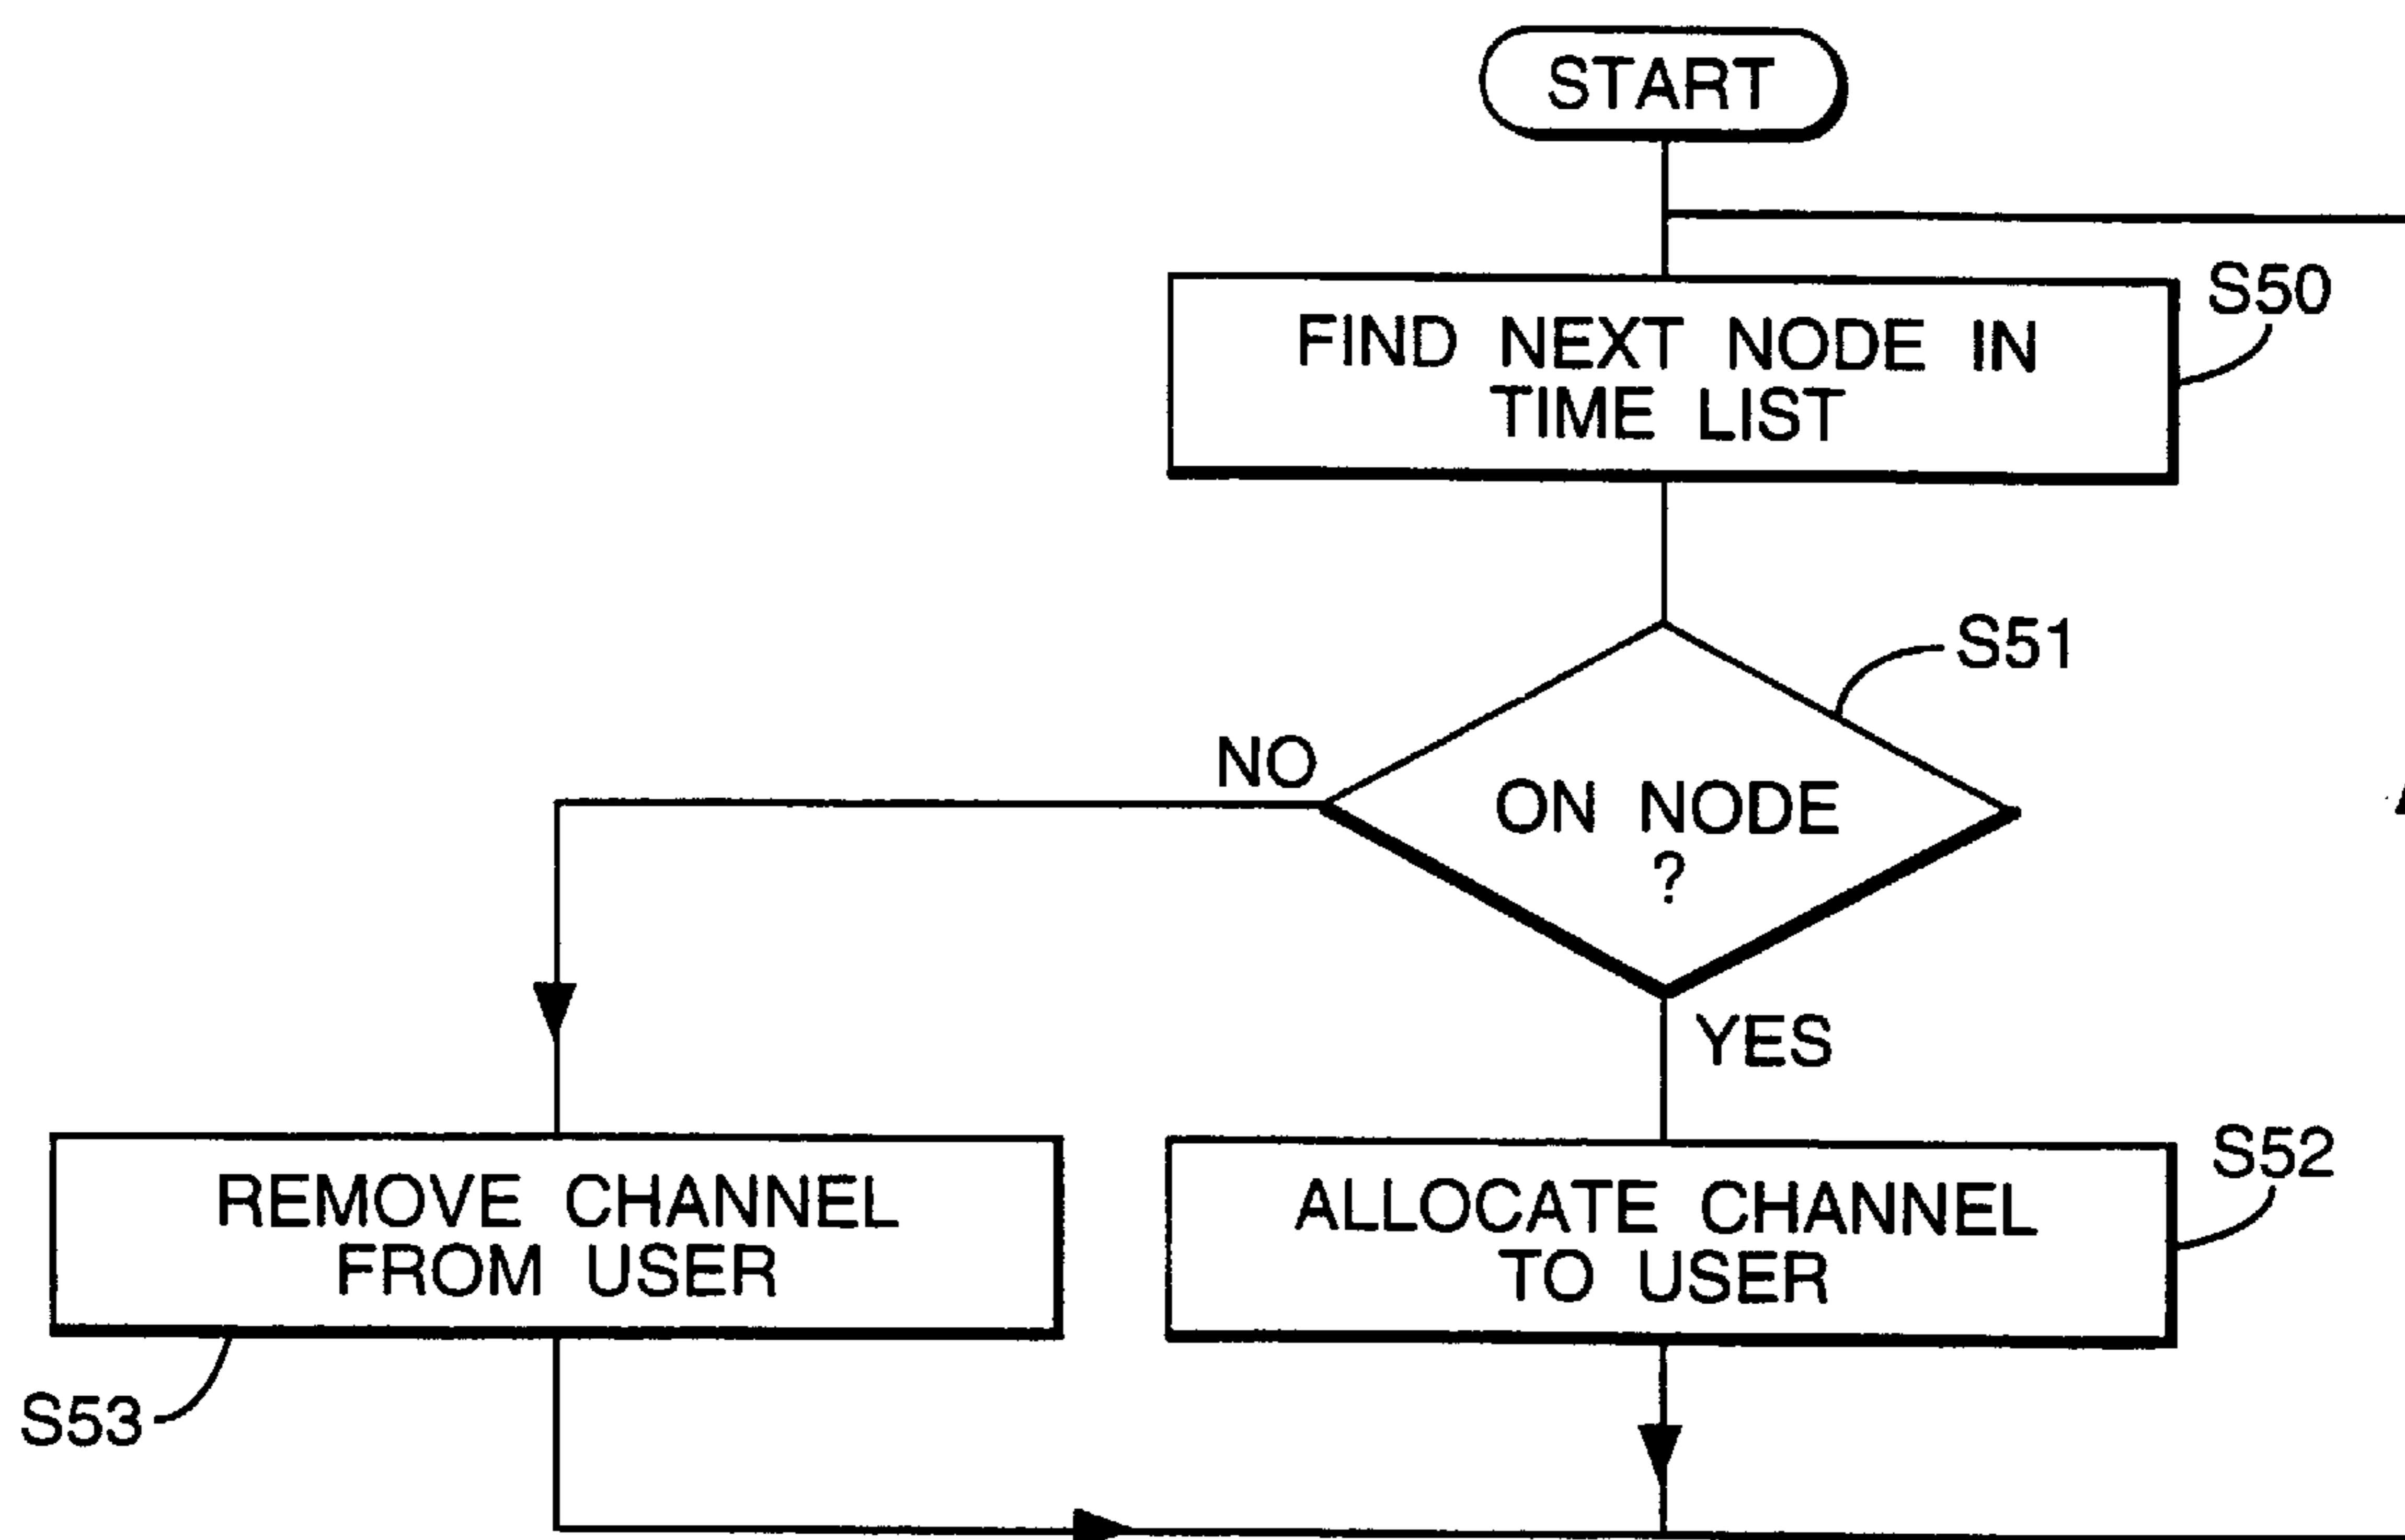 START
FIND NEXT NODE IN
TIME LIST
S50
S51
NO
ON NODE
?
YES
REMOVE CHANNEL
FROM USER
S53
ALLOCATE CHANNEL
TO USER
S52